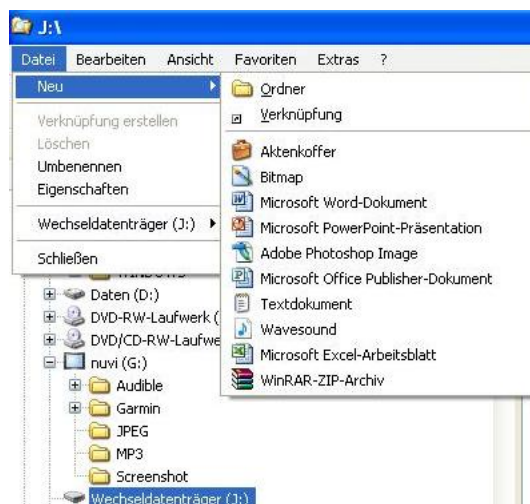 J:\
Datei Bearbeiten Ansicht Favoriten Extras ?
Neu
Verknüpfung erstellen
Löschen
Umbenennen
Eigenschaften
Wechseldatenträger (J:)
Schließen
Ordner
Verknüpfung
Aktenkoffer
Bitmap
Microsoft Word-Dokument
Microsoft PowerPoint-Präsentation
Adobe Photoshop Image
Microsoft Office Publisher-Dokument
Textdokument
Wavesound
Microsoft Excel-Arbeitsblatt
WinRAR-ZIP-Archiv
WINDOWS
Daten (D:)
DVD-RW-Laufwerk (
DVD/CD-RW-Laufwe
nuvi (G:)
Audible
Garmin
JPEG
MP3
Screenshot
Wechseldatenträger (J:)